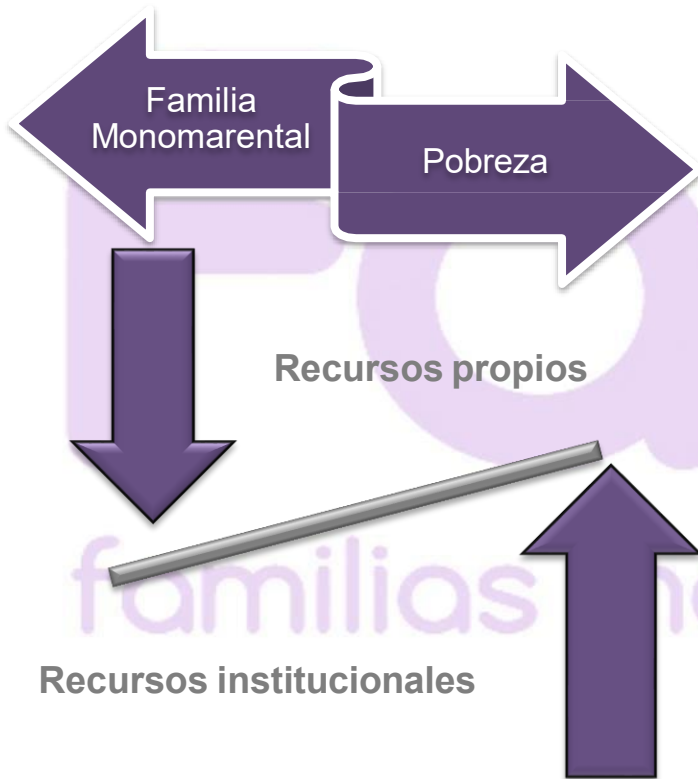 Familia
Monomarental
Pobreza
Recursos propios
familias
Recursos institucionales